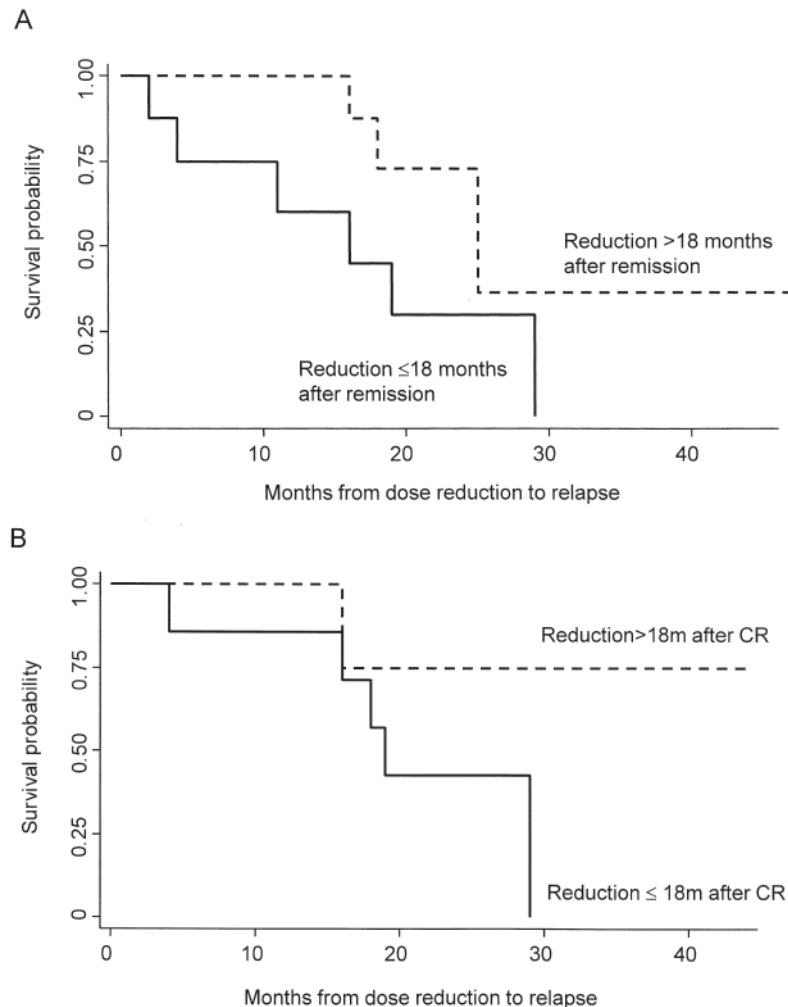 A
1.00
0.75
0.50
0.25
0
Survival probability
Reduction >18 months
after remission
Reduction ≤18 months
after remission
0 10 20 30 40
Months from dose reduction to relapse
B
1.00
0.75
0.50
0.25
0
Survival probability
Reduction>18m after CR
Reduction ≤ 18m after CR
0 10 20 30 40
Months from dose reduction to relapse